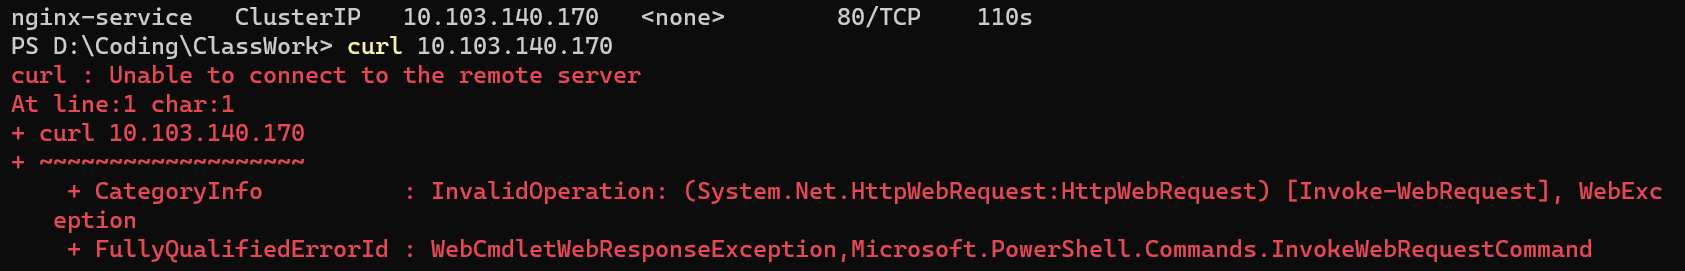 nginx-service   ClusterIP   10.103.140.170   <none>        80/TCP    110s
PS D:\Coding\ClassWork> curl 10.103.140.170
curl : Unable to connect to the remote server
At line:1 char:1
+ curl 10.103.140.170
+ ~~~~~~~~~~~~~~~~~~~
    + CategoryInfo          : InvalidOperation: (System.Net.HttpWebRequest:HttpWebRequest) [Invoke-WebRequest], WebExc
   eption
    + FullyQualifiedErrorId : WebCmdletWebResponseException,Microsoft.PowerShell.Commands.InvokeWebRequestCommand